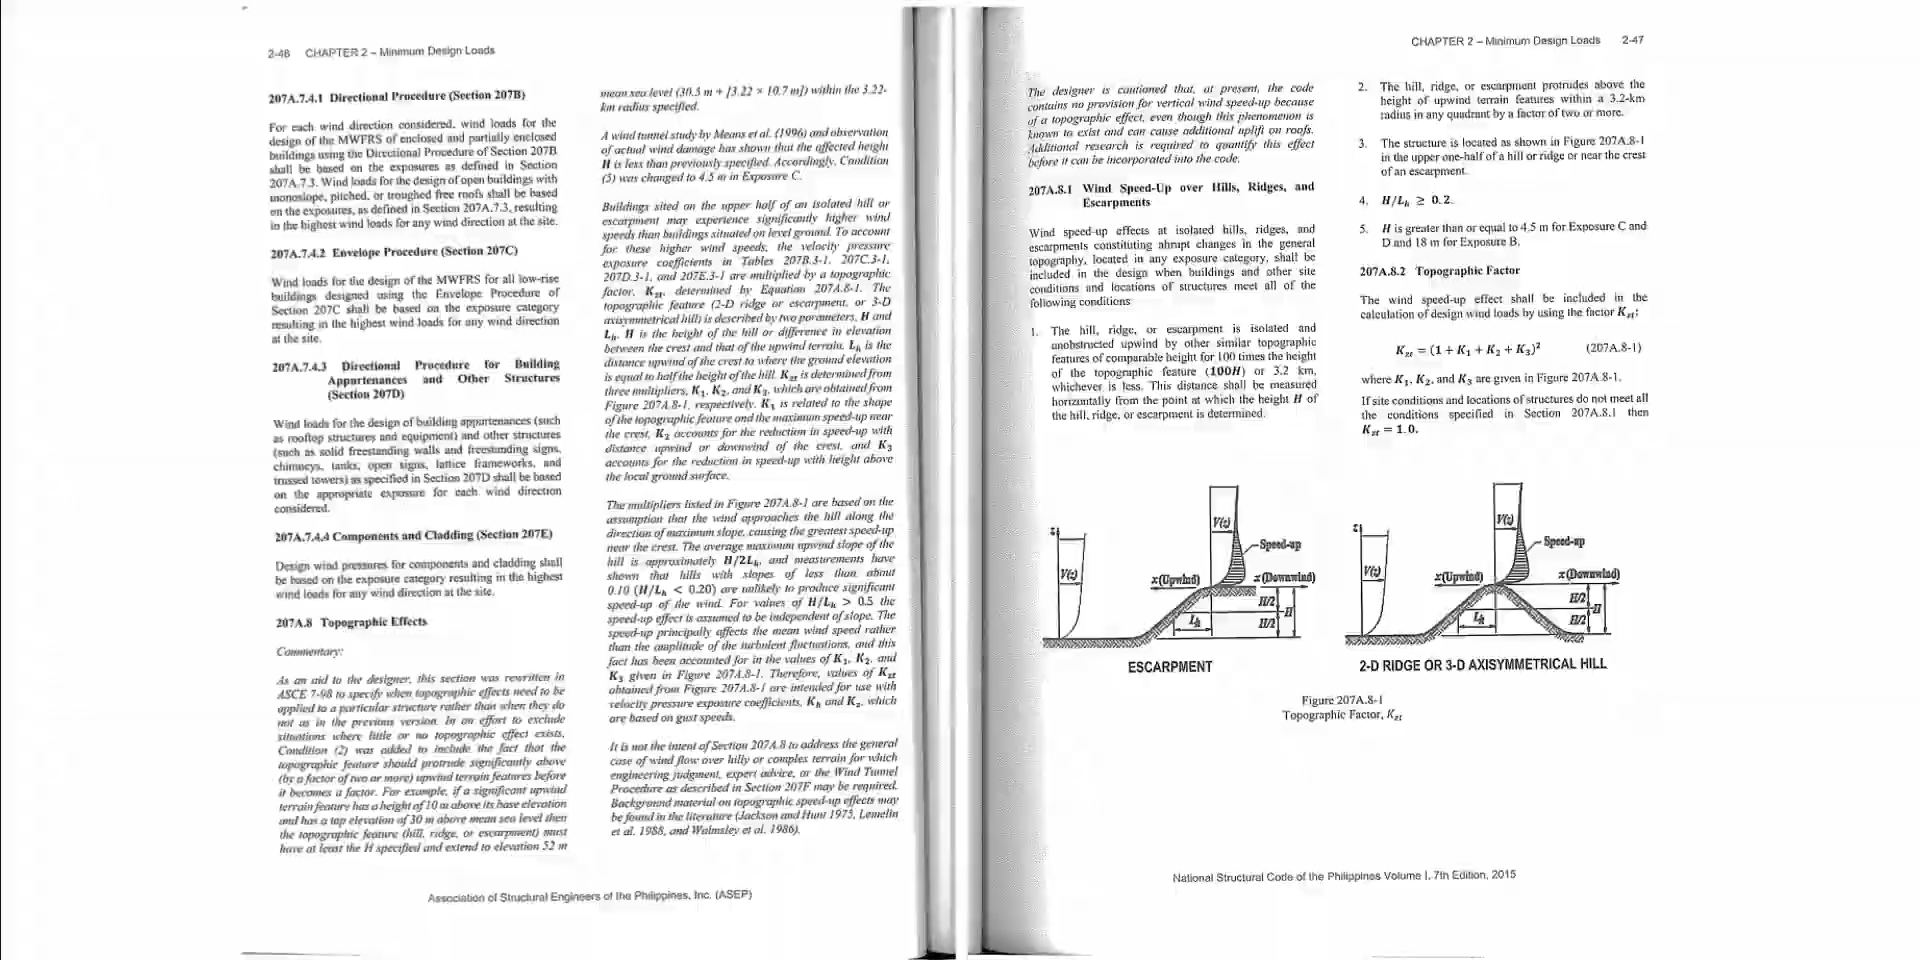 2-46 CHAPTER 2 – Minimum Design Loads
207A.7.4.1 Directional Procedure (Section 207B)
For each wind direction considered, wind loads for the
design of the MWFRS of enclosed and partially enclosed
buildings using the Directional Procedure of Section 207B
shall be based on the exposures as defined in Section
207A.7.3. Wind loads for the design of open buildings with
monoslope, pitched, or troughed free roofs shall be based
on the exposures, as defined in Section 207A.7.3, resulting
in the highest wind loads for any wind direction at the site.
207A.7.4.2 Envelope Procedure (Section 207C)
Wind loads for the design of the MWFRS for all low-rise
buildings designed using the Envelope Procedure of
Section 207C shall be based on the exposure category
resulting in the highest wind loads for any wind direction
at the site.
207A.7.4.3 Directional Procedure for Building
Appurtenances and Other Structures
(Section 207D)
Wind loads for the design of building appurtenances (such
as rooftop structures and equipment) and other structures
(such as solid freestanding walls and freestanding signs,
chimneys, tanks, open signs, lattice frameworks, and
trussed towers) as specified in Section 207D shall be based
on the appropriate exposure for each wind direction
considered.
207A.7.4.4 Components and Cladding (Section 207E)
Design wind pressures for components and cladding shall
be based on the exposure category resulting in the highest
wind loads for any wind direction at the site.
207A.8 Topographic Effects
Commentary:
As an aid to the designer, this section was rewritten in
ASCE 7-98 to specify when topographic effects need to be
applied to a particular structure rather than when they do
not as in the previous version. In an effort to exclude
situations where little or no topographic effect exists,
Condition (2) was added to include the fact that the
topographic feature should protrude significantly above
(by a factor of two or more) upwind terrain features before
it becomes a factor. For example, if a significant upwind
terrain feature has a height of 10 m above its base elevation
and has a top elevation of 30 m above mean sea level then
the topographic feature (hill, ridge, or escarpment) must
have at least the H specified and extend to elevation 52 m
mean sea level (30.5 m + [3.22 × 10.7 m]) within the 3.22-
km radius specified.
A wind tunnel study by Means et al. (1996) and observation
of actual wind damage has shown that the affected height
H is less than previously specified. Accordingly, Condition
(5) was changed to 4.5 m in Exposure C.
Buildings sited on the upper half of an isolated hill or
escarpment may experience significantly higher wind
speeds than buildings situated on level ground. To account
for these higher wind speeds, the velocity pressure
exposure coefficients in Tables 207B.3-1, 207C.3-1,
207D.3-1, and 207E.3-1 are multiplied by a topographic
factor, Kzt, determined by Equation 207A.8-1. The
topographic feature (2-D ridge or escarpment, or 3-D
axisymmetrical hill) is described by two parameters, H and
Lh. H is the height of the hill or difference in elevation
between the crest and that of the upwind terrain. Lh is the
distance upwind of the crest to where the ground elevation
is equal to half the height of the hill. Kzt is determined from
three multipliers, K1, K2, and K3, which are obtained from
Figure 207A.8-1, respectively. K1 is related to the shape
of the topographic feature and the maximum speed-up near
the crest, K2 accounts for the reduction in speed-up with
distance upwind or downwind of the crest, and K3
accounts for the reduction in speed-up with height above
the local ground surface.
The multipliers listed in Figure 207A.8-1 are based on the
assumption that the wind approaches the hill along the
direction of maximum slope, causing the greatest speed-up
near the crest. The average maximum upwind slope of the
hill is approximately H/2Lh, and measurements have
shown that hills with slopes of less than about
0.10 (H/Lh < 0.20) are unlikely to produce significant
speed-up of the wind. For values of H/Lh > 0.5 the
speed-up effect is assumed to be independent of slope. The
speed-up principally affects the mean wind speed rather
than the amplitude of the turbulent fluctuations, and this
fact has been accounted for in the values of K1, K2, and
K3 given in Figure 207A.8-1. Therefore, values of Kzt
obtained from Figure 207A.8-1 are intended for use with
velocity pressure exposure coefficients, Kh and Kz, which
are based on gust speeds.
It is not the intent of Section 207A.8 to address the general
case of wind flow over hilly or complex terrain for which
engineering judgment, expert advice, or the Wind Tunnel
Procedure as described in Section 207F may be required.
Background material on topographic speed-up effects may
be found in the literature (Jackson and Hunt 1975, Lemelin
et al. 1988, and Walmsley et al. 1986).
Association of Structural Engineers of the Philippines, Inc. (ASEP)
CHAPTER 2 – Minimum Design Loads 2-47
The designer is cautioned that, at present, the code
contains no provision for vertical wind speed-up because
of a topographic effect, even though this phenomenon is
known to exist and can cause additional uplift on roofs.
Additional research is required to quantify this effect
before it can be incorporated into the code.
207A.8.1 Wind Speed-Up over Hills, Ridges, and
Escarpments
Wind speed-up effects at isolated hills, ridges, and
escarpments constituting abrupt changes in the general
topography, located in any exposure category, shall be
included in the design when buildings and other site
conditions and locations of structures meet all of the
following conditions
1. The hill, ridge, or escarpment is isolated and
unobstructed upwind by other similar topographic
features of comparable height for 100 times the height
of the topographic feature (100H) or 3.2 km,
whichever is less. This distance shall be measured
horizontally from the point at which the height H of
the hill, ridge, or escarpment is determined.
2. The hill, ridge, or escarpment protrudes above the
height of upwind terrain features within a 3.2-km
radius in any quadrant by a factor of two or more.
3. The structure is located as shown in Figure 207A.8-1
in the upper one-half of a hill or ridge or near the crest
of an escarpment.
4. H/Lh ≥ 0.2.
5. H is greater than or equal to 4.5 m for Exposure C and
D and 18 m for Exposure B.
207A.8.2 Topographic Factor
The wind speed-up effect shall be included in the
calculation of design wind loads by using the factor Kzt:
Kzt = (1 + K1 + K2 + K3)² (207A.8-1)
where K1, K2, and K3 are given in Figure 207A.8-1.
If site conditions and locations of structures do not meet all
the conditions specified in Section 207A.8.1 then
Kzt = 1.0.
z
V(z)
V(z)
Speed-up
x(Upwind)
x(Downwind)
H/2
H
Lh
H/2
ESCARPMENT
z
V(z)
V(z)
Speed-up
x(Upwind)
x(Downwind)
H/2
H
Lh
H/2
2-D RIDGE OR 3-D AXISYMMETRICAL HILL
Figure 207A.8-1
Topographic Factor, Kzt
National Structural Code of the Philippines Volume I, 7th Edition, 2015